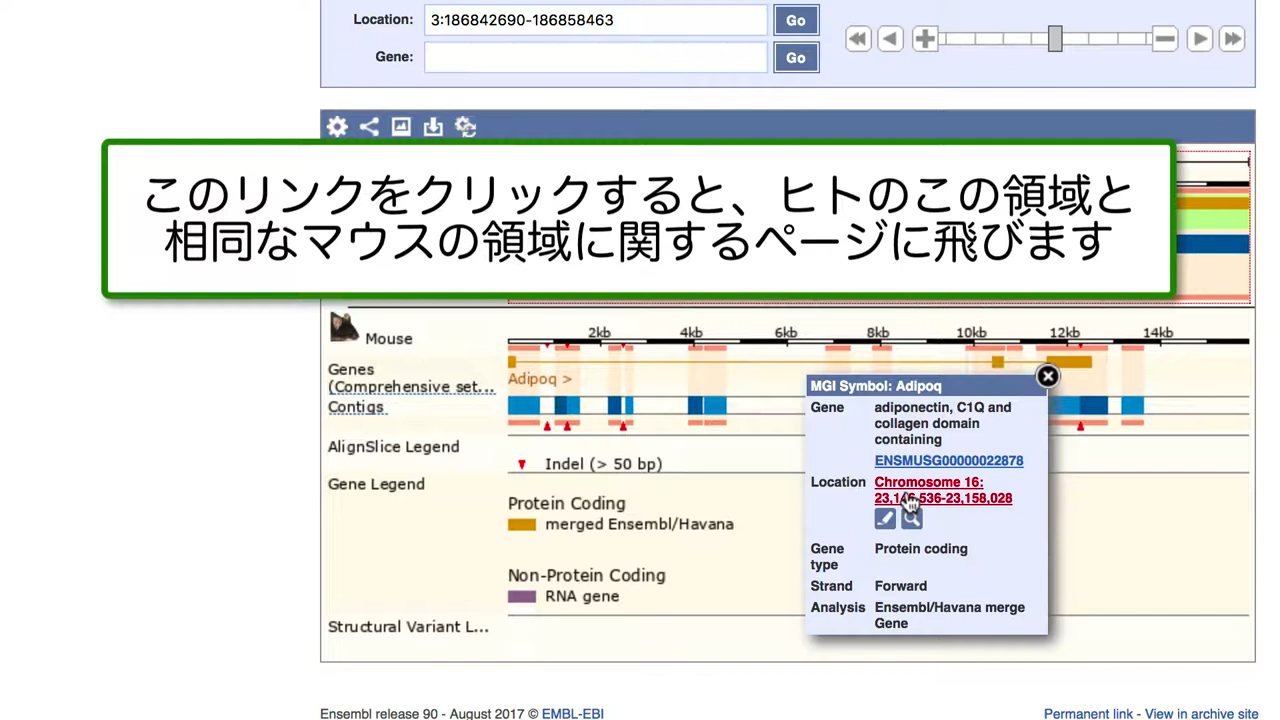 Location:
3:186842690-186858463
Go
Gene:
Go
このリンクをクリックすると、ヒトのこの領域と
相同なマウスの領域に関するページに飛びます
Mouse
2kb
4kb
6kb
8kb
10kb
12kb
14kb
Genes
(Comprehensive set...
Adipoq >
Contigs
AlignSlice Legend
Indel (> 50 bp)
Gene Legend
Protein Coding
merged Ensembl/Havana
Non-Protein Coding
RNA gene
Structural Variant L...
MGI Symbol: Adipoq
Gene
adiponectin, C1Q and
collagen domain
containing
ENSMUSG00000022878
Location
Chromosome 16:
536-23,158,028
Gene
type
Protein coding
Strand
Forward
Analysis
Ensembl/Havana merge
Gene
Ensembl release 90 - August 2017 © EMBL-EBI
Permanent link - View in archive site